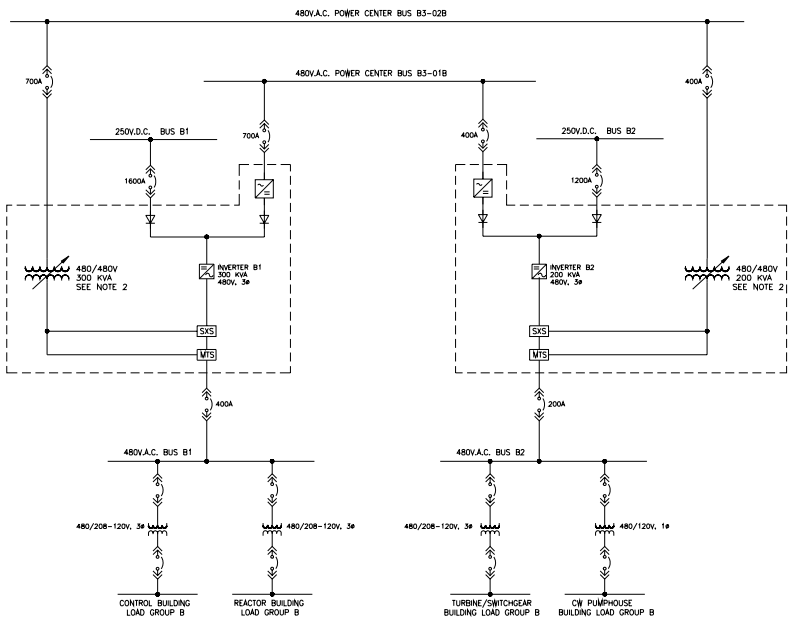 480V.A.C. POWER CENTER BUS B3-02B
700A
400A
480V.A.C. POWER CENTER BUS B3-01B
250V.D.C. BUS B1
700A
400A
250V.D.C. BUS B2
1600A
1200A
480/480V
300 KVA
SEE NOTE 2
INVERTER B1
300 KVA
480V, 3ø
INVERTER B2
200 KVA
480V, 3ø
480/480V
200 KVA
SEE NOTE 2
SXS
SXS
MTS
MTS
400A
200A
480V.A.C. BUS B1
480V.A.C. BUS B2
480/208-120V, 3ø
480/208-120V, 3ø
480/208-120V, 3ø
480/120V, 1ø
CONTROL BUILDING
LOAD GROUP B
REACTOR BUILDING
LOAD GROUP B
TURBINE/SWITCHGEAR
BUILDING LOAD GROUP B
CW PUMPHOUSE
BUILDING LOAD GROUP B